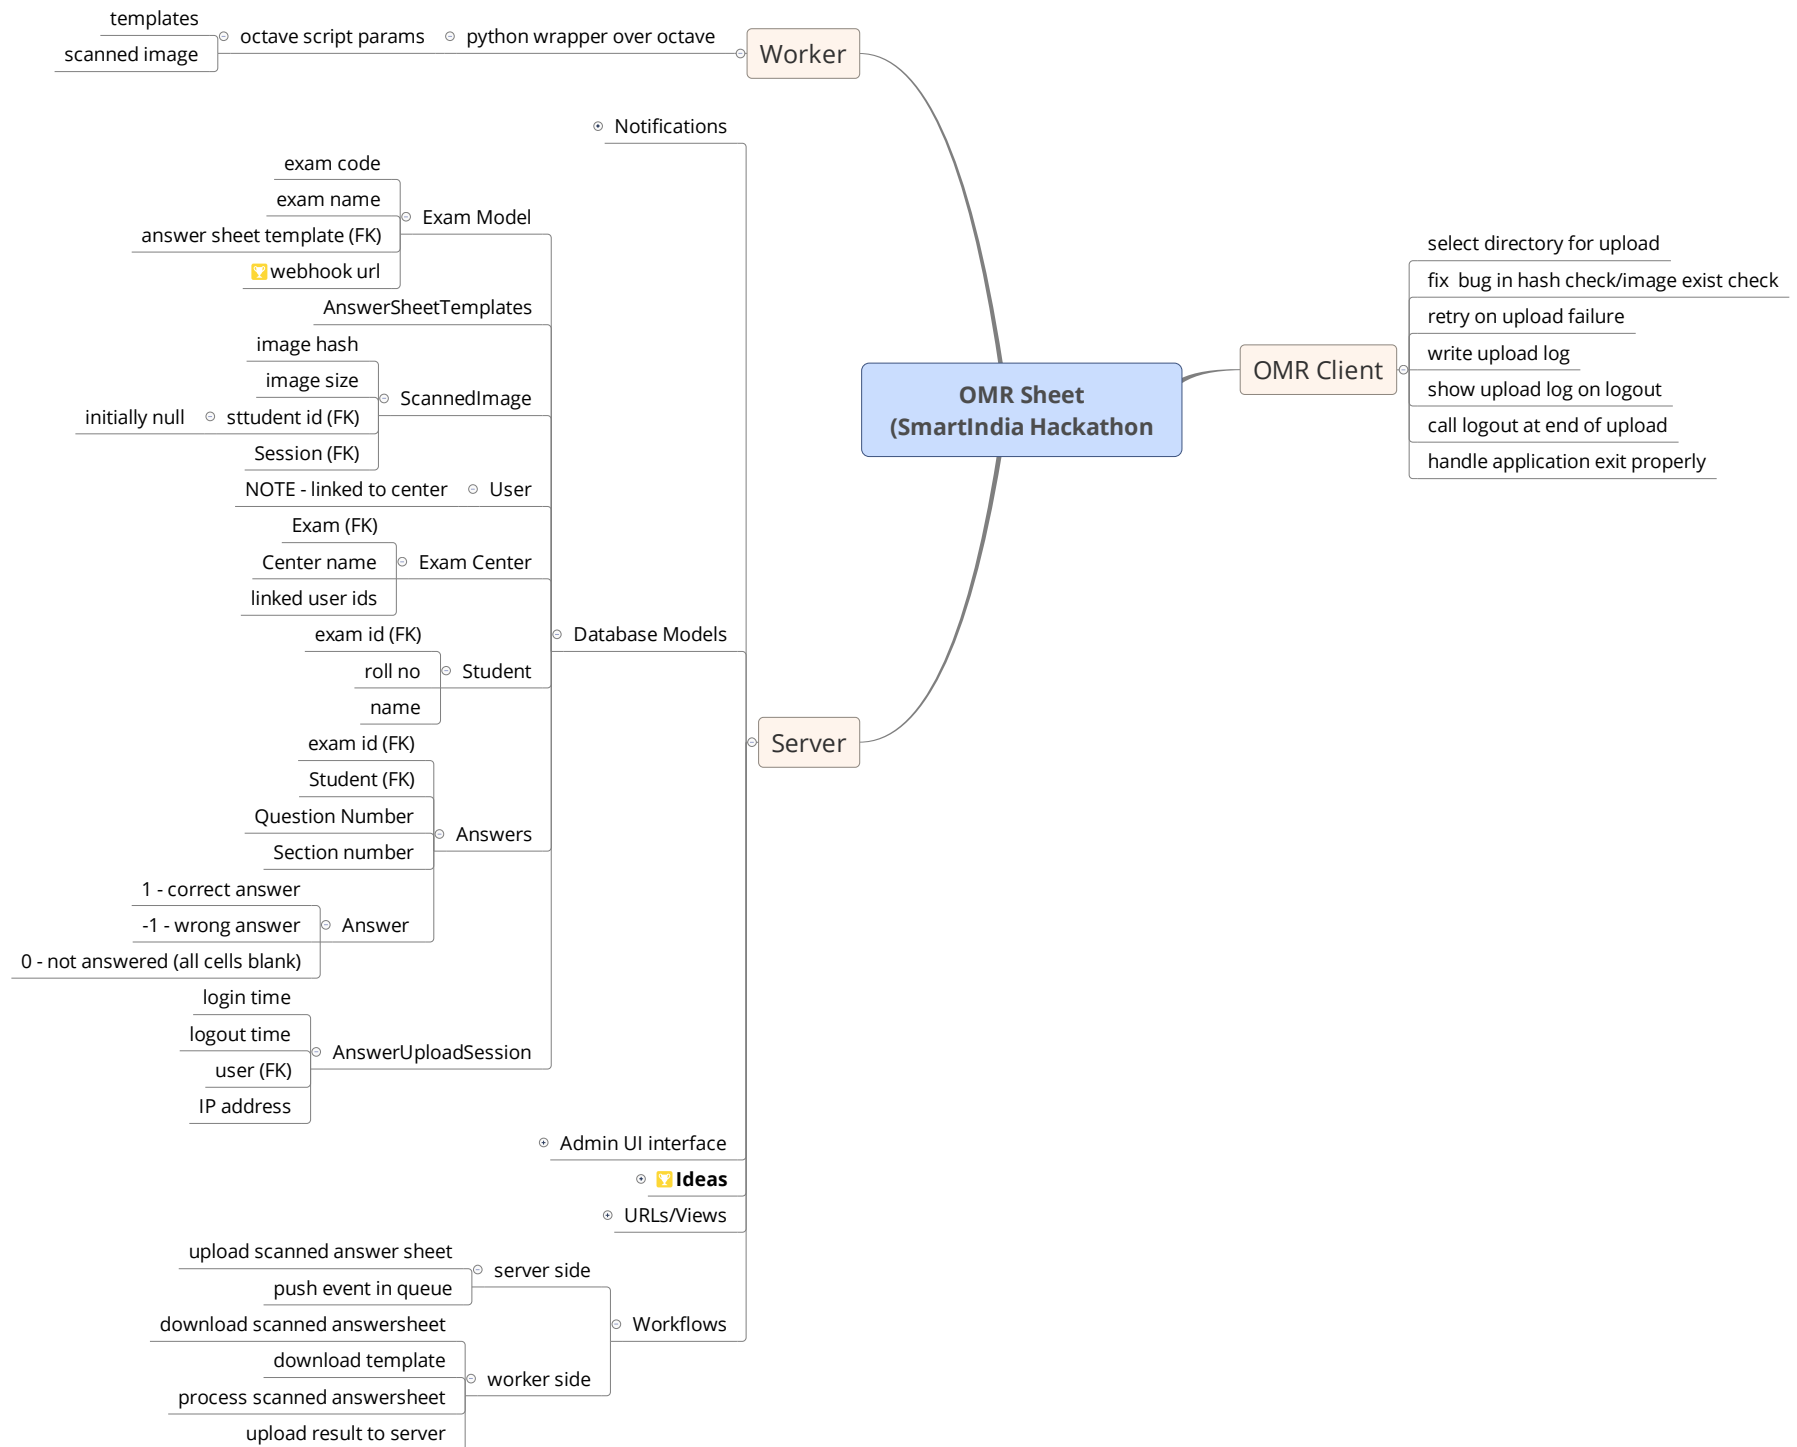 OMR Sheet
(SmartIndia Hackathon
Worker
python wrapper over octave
octave script params
templates
scanned image
OMR Client
select directory for upload
fix  bug in hash check/image exist check
retry on upload failure
write upload log
show upload log on logout
call logout at end of upload
handle application exit properly
Server
Notifications
Database Models
Exam Model
exam code
exam name
answer sheet template (FK)
webhook url
AnswerSheetTemplates
ScannedImage
image hash
image size
sttudent id (FK)
initially null
Session (FK)
User
NOTE - linked to center
Exam Center
Exam (FK)
Center name
linked user ids
Student
exam id (FK)
roll no
name
Answers
exam id (FK)
Student (FK)
Question Number
Section number
Answer
1 - correct answer
-1 - wrong answer
0 - not answered (all cells blank)
AnswerUploadSession
login time
logout time
user (FK)
IP address
Admin UI interface
Ideas
URLs/Views
Workflows
server side
upload scanned answer sheet
push event in queue
worker side
download scanned answersheet
download template
process scanned answersheet
upload result to server